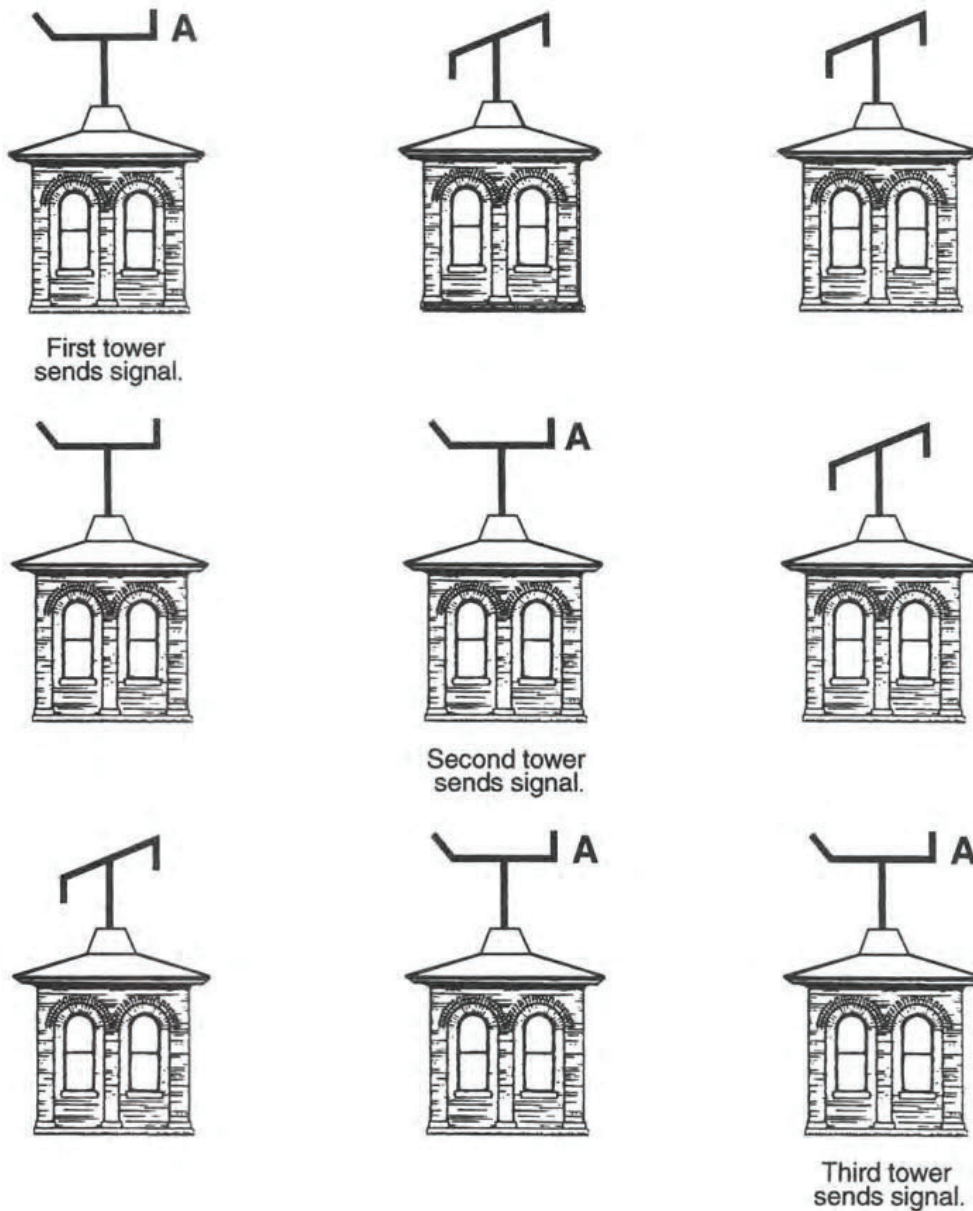 A
First tower
sends signal.
A
Second tower
sends signal.
A
A
Third tower
sends signal.